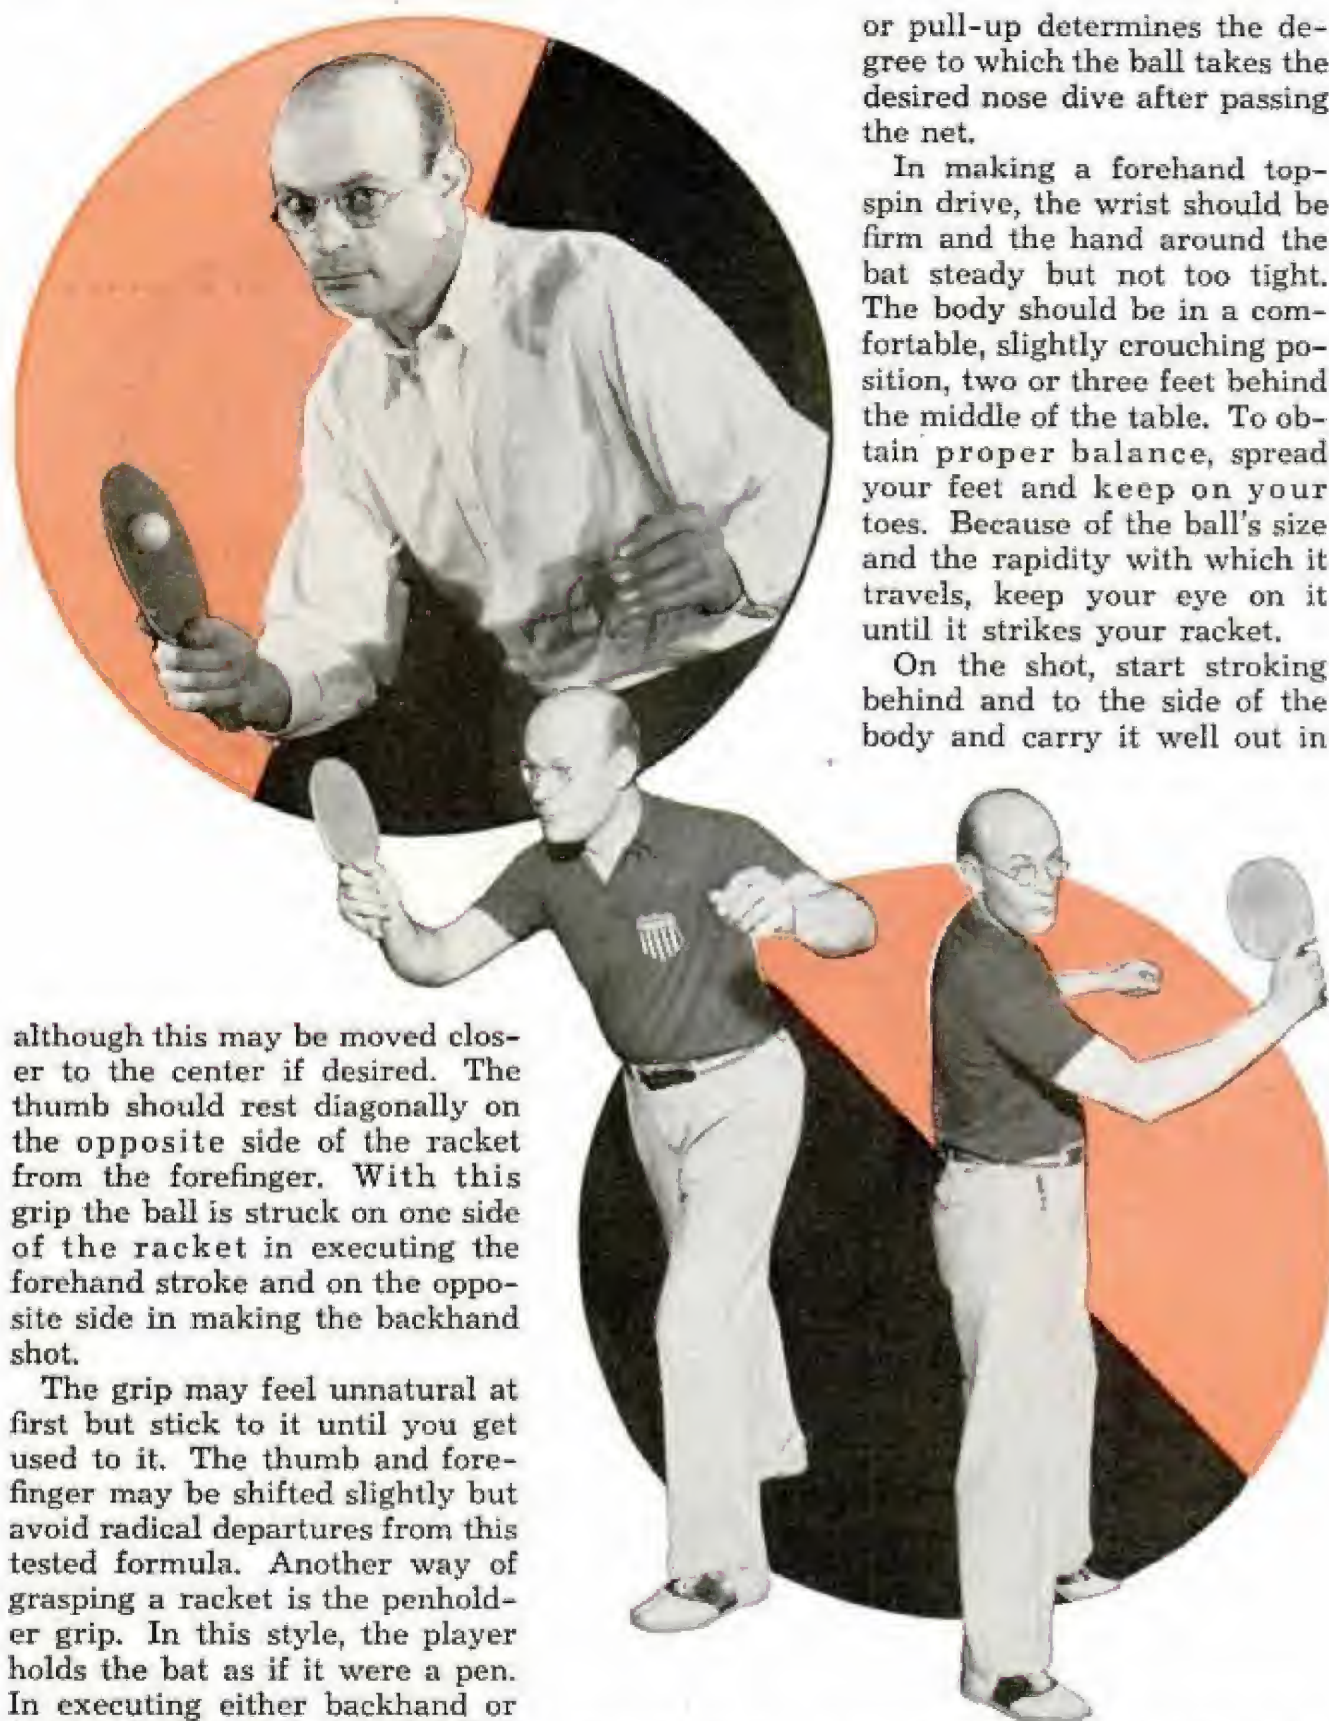 although this may be moved clos-
er to the center if desired. The
thumb should rest diagonally on
the opposite side of the racket
from the forefinger. With this
grip the ball is struck on one side
of the racket in executing the
forehand stroke and on the oppo-
site side in making the backhand
shot.
The grip may feel unnatural at
first but stick to it until you get
used to it. The thumb and fore-
finger may be shifted slightly but
avoid radical departures from this
tested formula. Another way of
grasping a racket is the penhold-
er grip. In this style, the player
holds the bat as if it were a pen.
In executing either backhand or
or pull-up determines the de-
gree to which the ball takes the
desired nose dive after passing
the net.
In making a forehand top-
spin drive, the wrist should be
firm and the hand around the
bat steady but not too tight.
The body should be in a com-
fortable, slightly crouching po-
sition, two or three feet behind
the middle of the table. To ob-
tain proper balance, spread
your feet and keep on your
toes. Because of the ball's size
and the rapidity with which it
travels, keep your eye on it
until it strikes your racket.
On the shot, start stroking
behind and to the side of the
body and carry it well out in